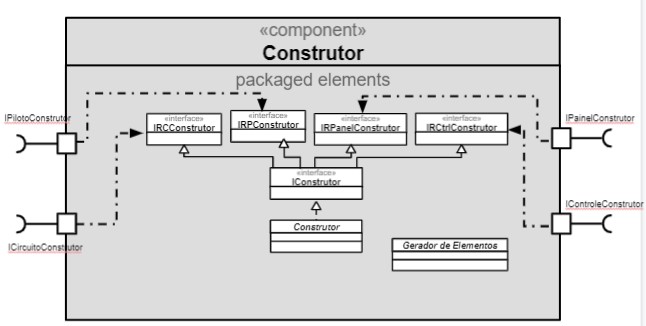 «component»
Construtor
packaged elements
IPilotoConstrutor
IPainelConstrutor
«interface»
IRCConstrutor
«interface»
IRPConstrutor
«interface»
IRPanelConstrutor
«interface»
IRCtrlConstrutor
«interface»
IConstrutor
IControleConstrutor
Construtor
ICircuitoConstrutor
Gerador de Elementos